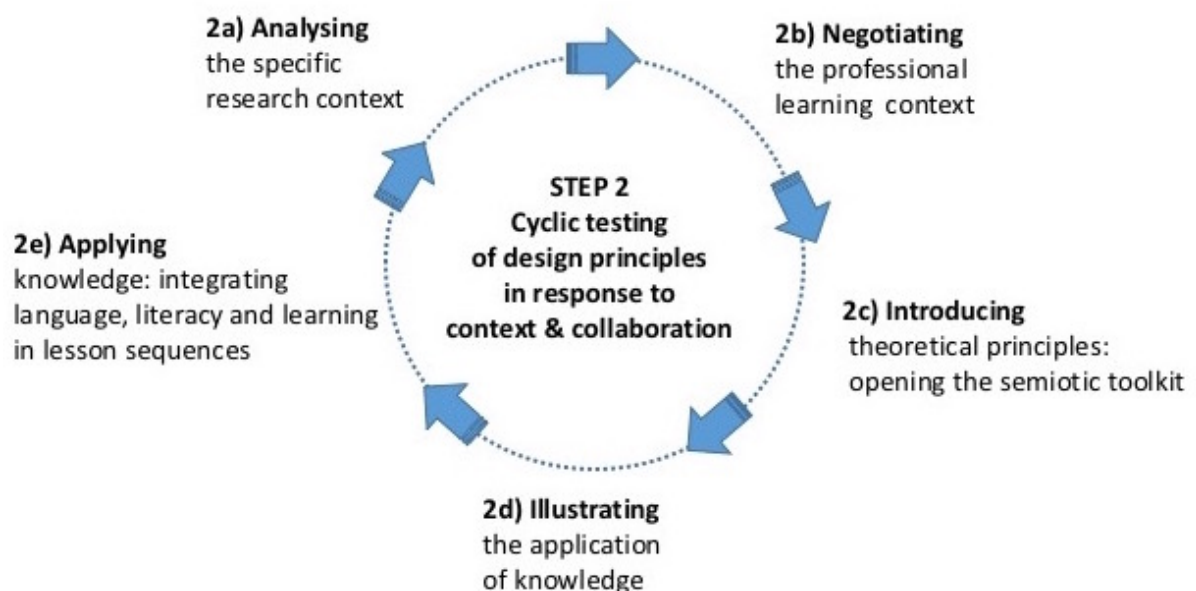 2a) Analysing
the specific
research context
2b) Negotiating
the professional
learning context
STEP 2
Cyclic testing
of design principles
in response to
context & collaboration
2c) Introducing
theoretical principles:
opening the semiotic toolkit
2d) Illustrating
the application
of knowledge
2e) Applying
knowledge: integrating
language, literacy and learning
in lesson sequences